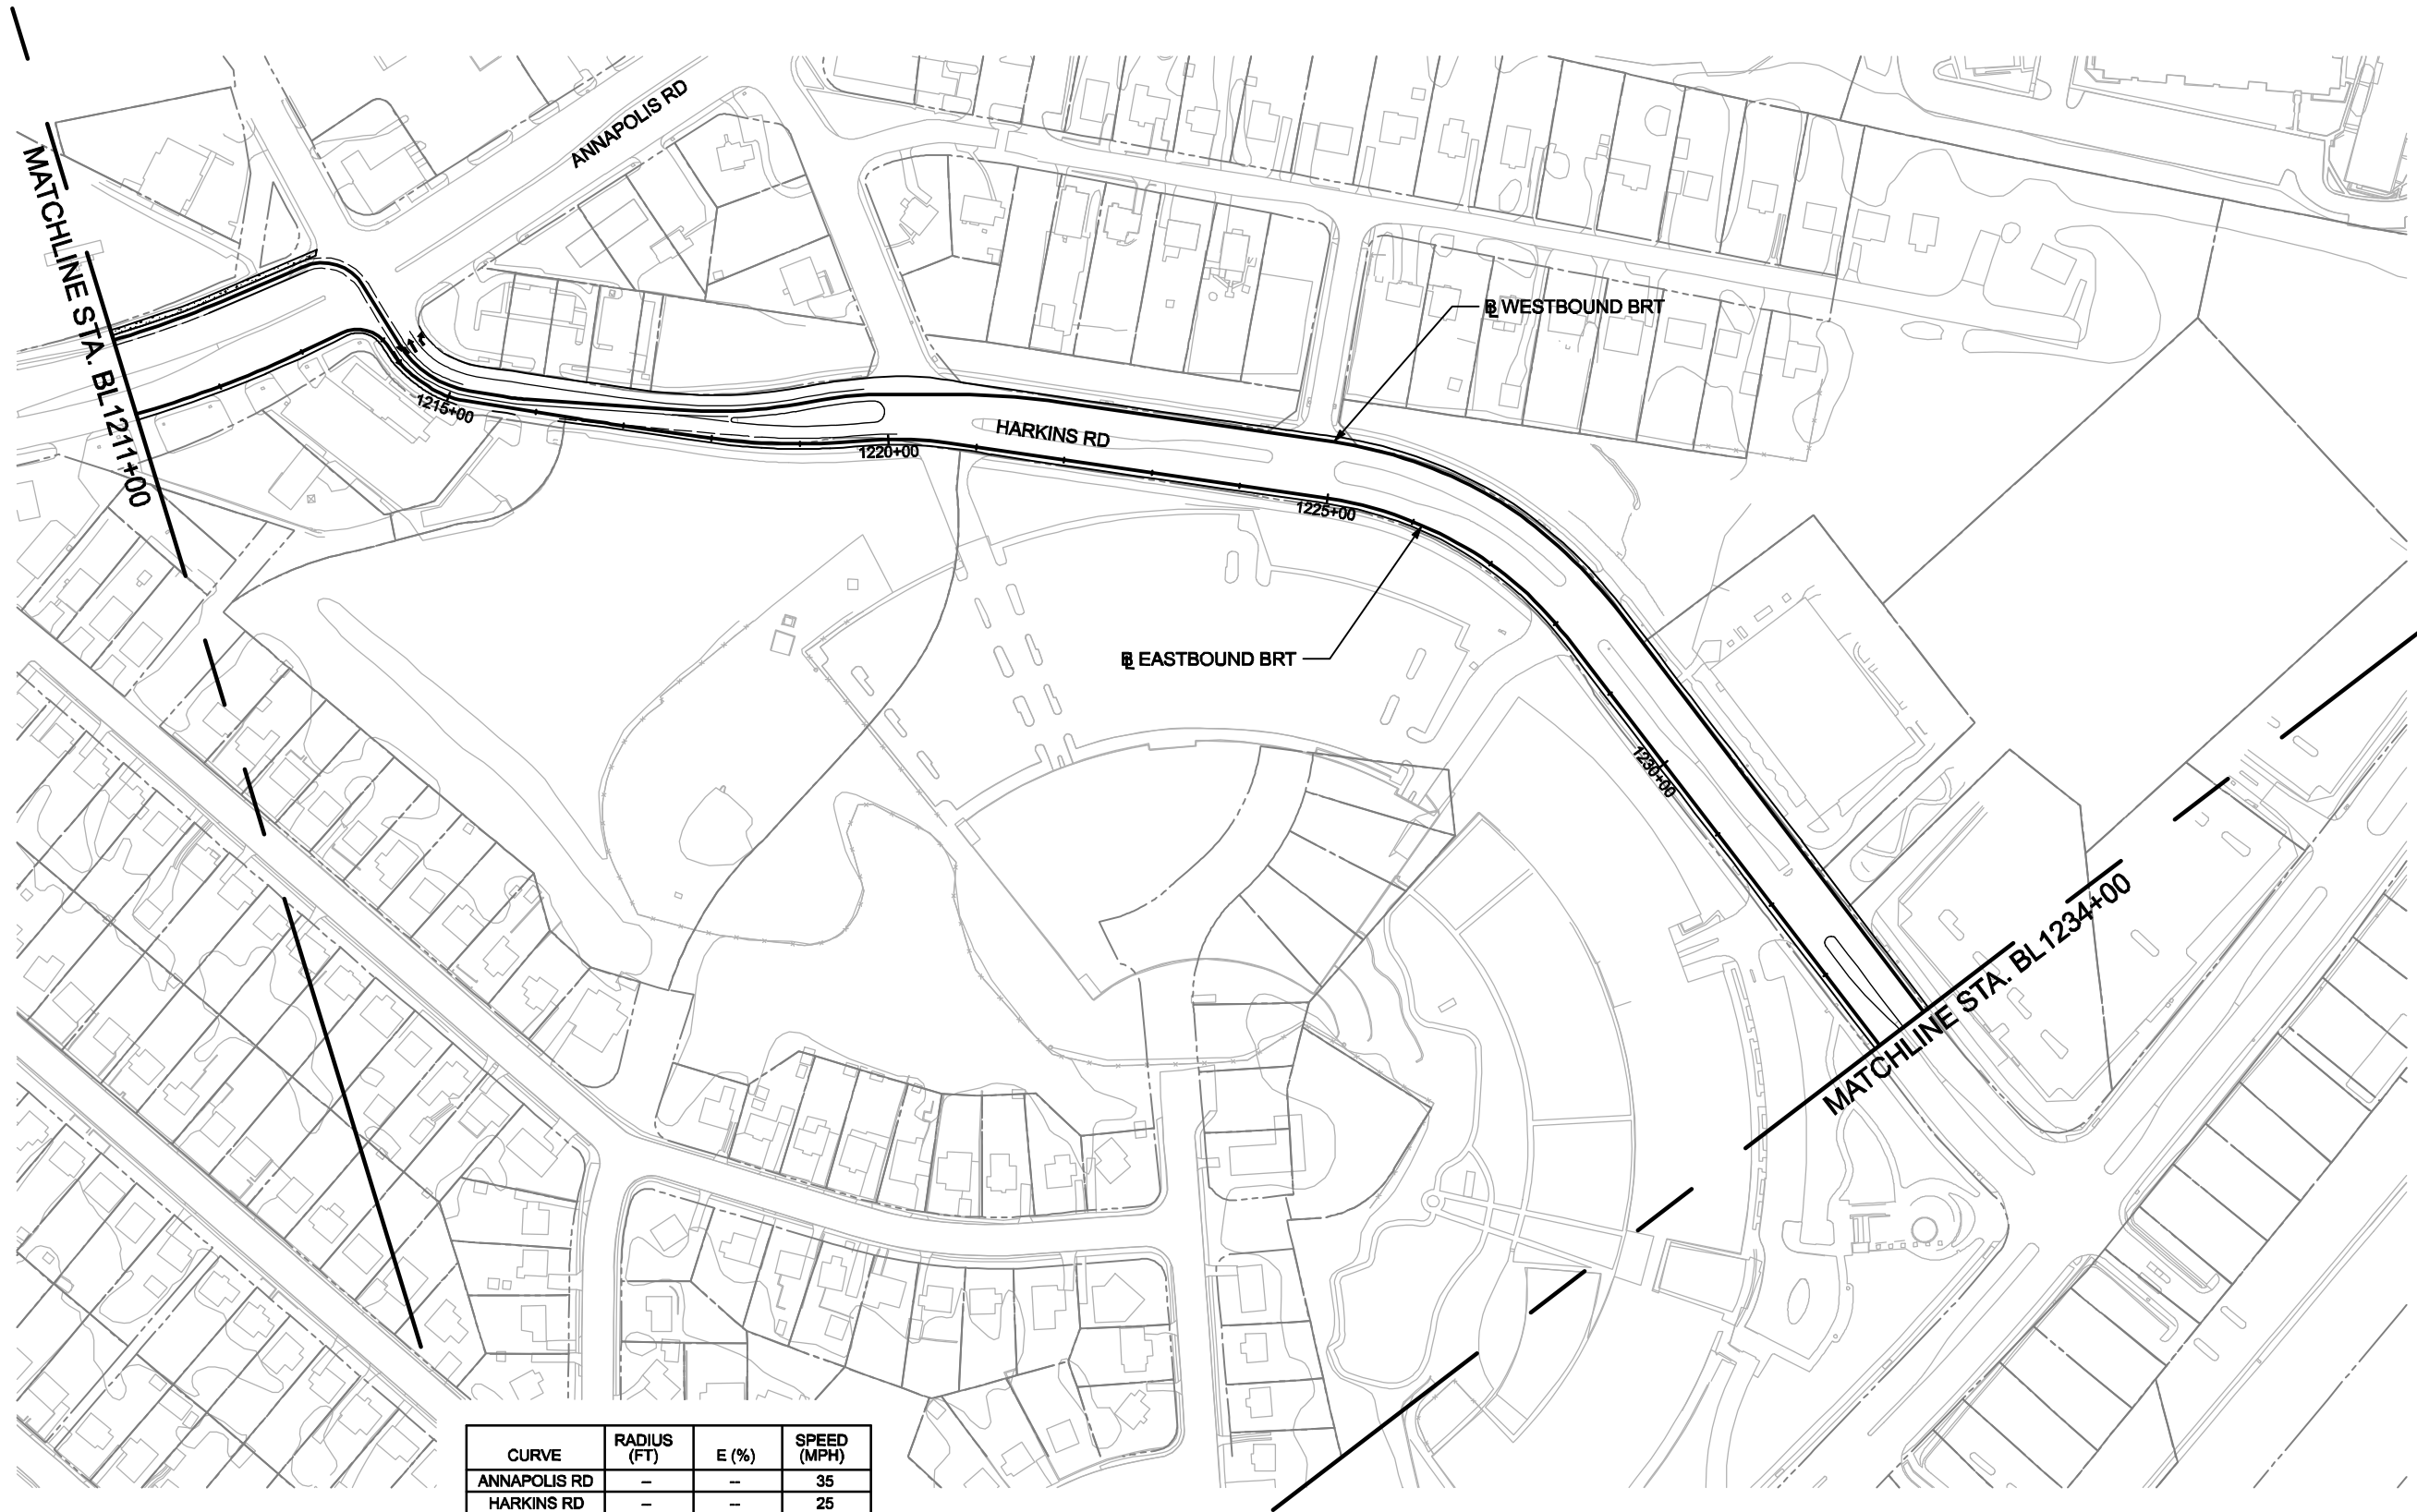 ANNAPOLIS RD
MATCHLINE STA. BL1211+00
℄ WESTBOUND BRT
1215+00
HARKINS RD
1220+00
1225+00
℄ EASTBOUND BRT
1230+00
MATCHLINE STA. BL1234+00
CURVE RADIUS (FT) E (%) SPEED (MPH)
ANNAPOLIS RD – -- 35
HARKINS RD – -- 25